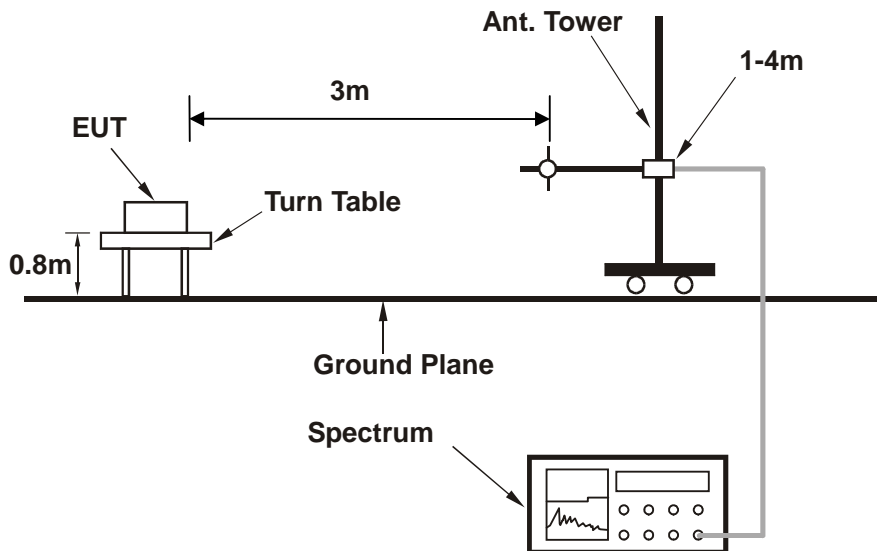 Ant. Tower
1-4m
3m
EUT
Turn Table
0.8m
Ground Plane
Spectrum